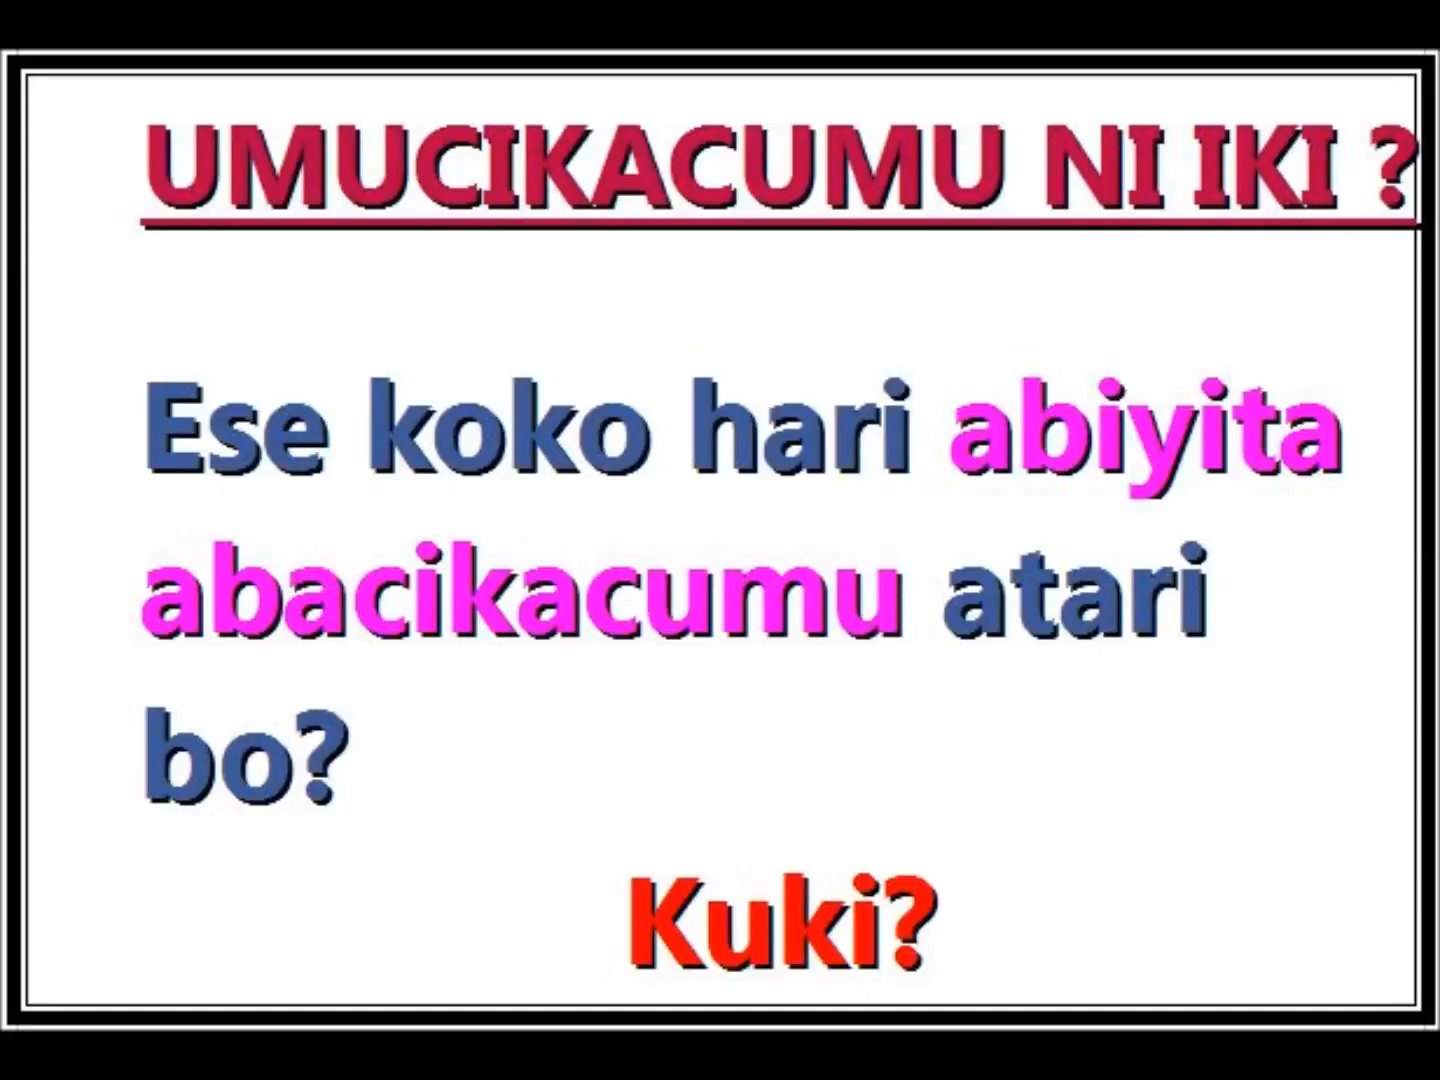 UMUCIKACUMU NI IKI ?
Ese koko hari abiyita
abacikacumu atari
bo?
Kuki?